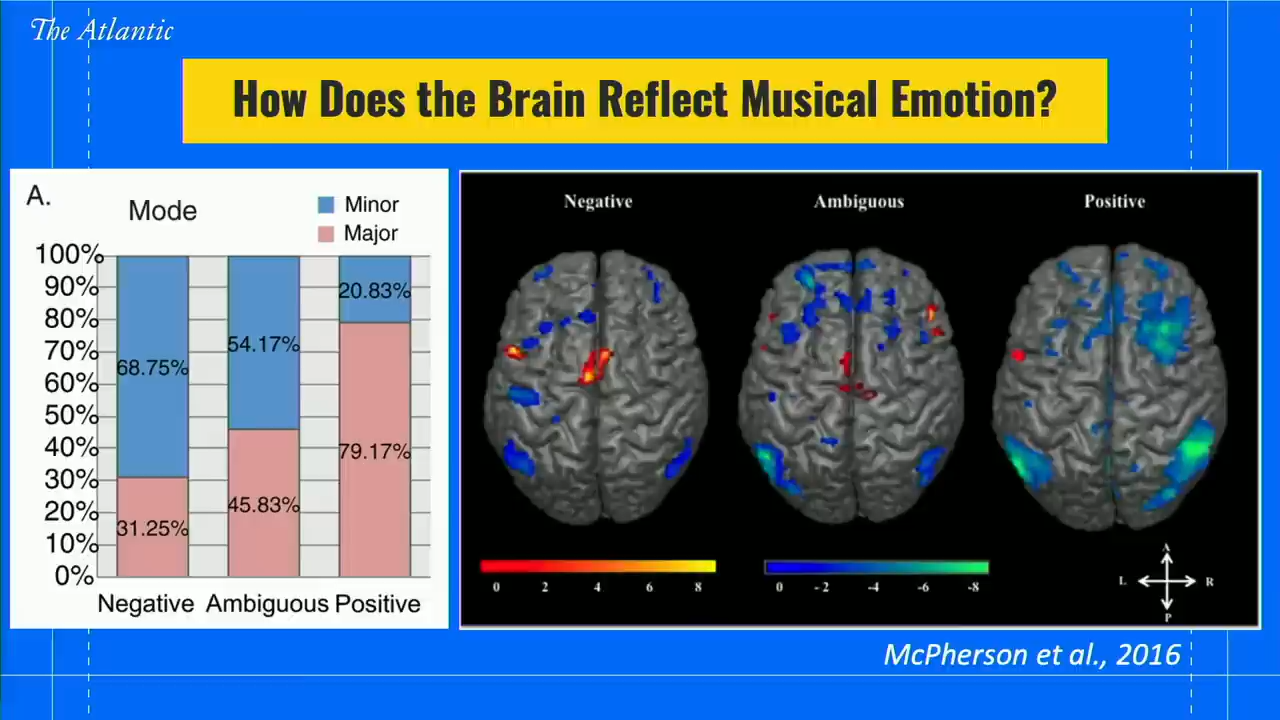 The Atlantic
How Does the Brain Reflect Musical Emotion?
A.
Mode
Minor
Major
100%
90%
80%
70%
60%
50%
40%
30%
20%
10%
0%
68.75%
31.25%
54.17%
45.83%
20.83%
79.17%
Negative Ambiguous Positive
Negative Ambiguous Positive
0 2 4 6 8
0 -2 -4 -6 -8
A
L R
P
McPherson et al., 2016